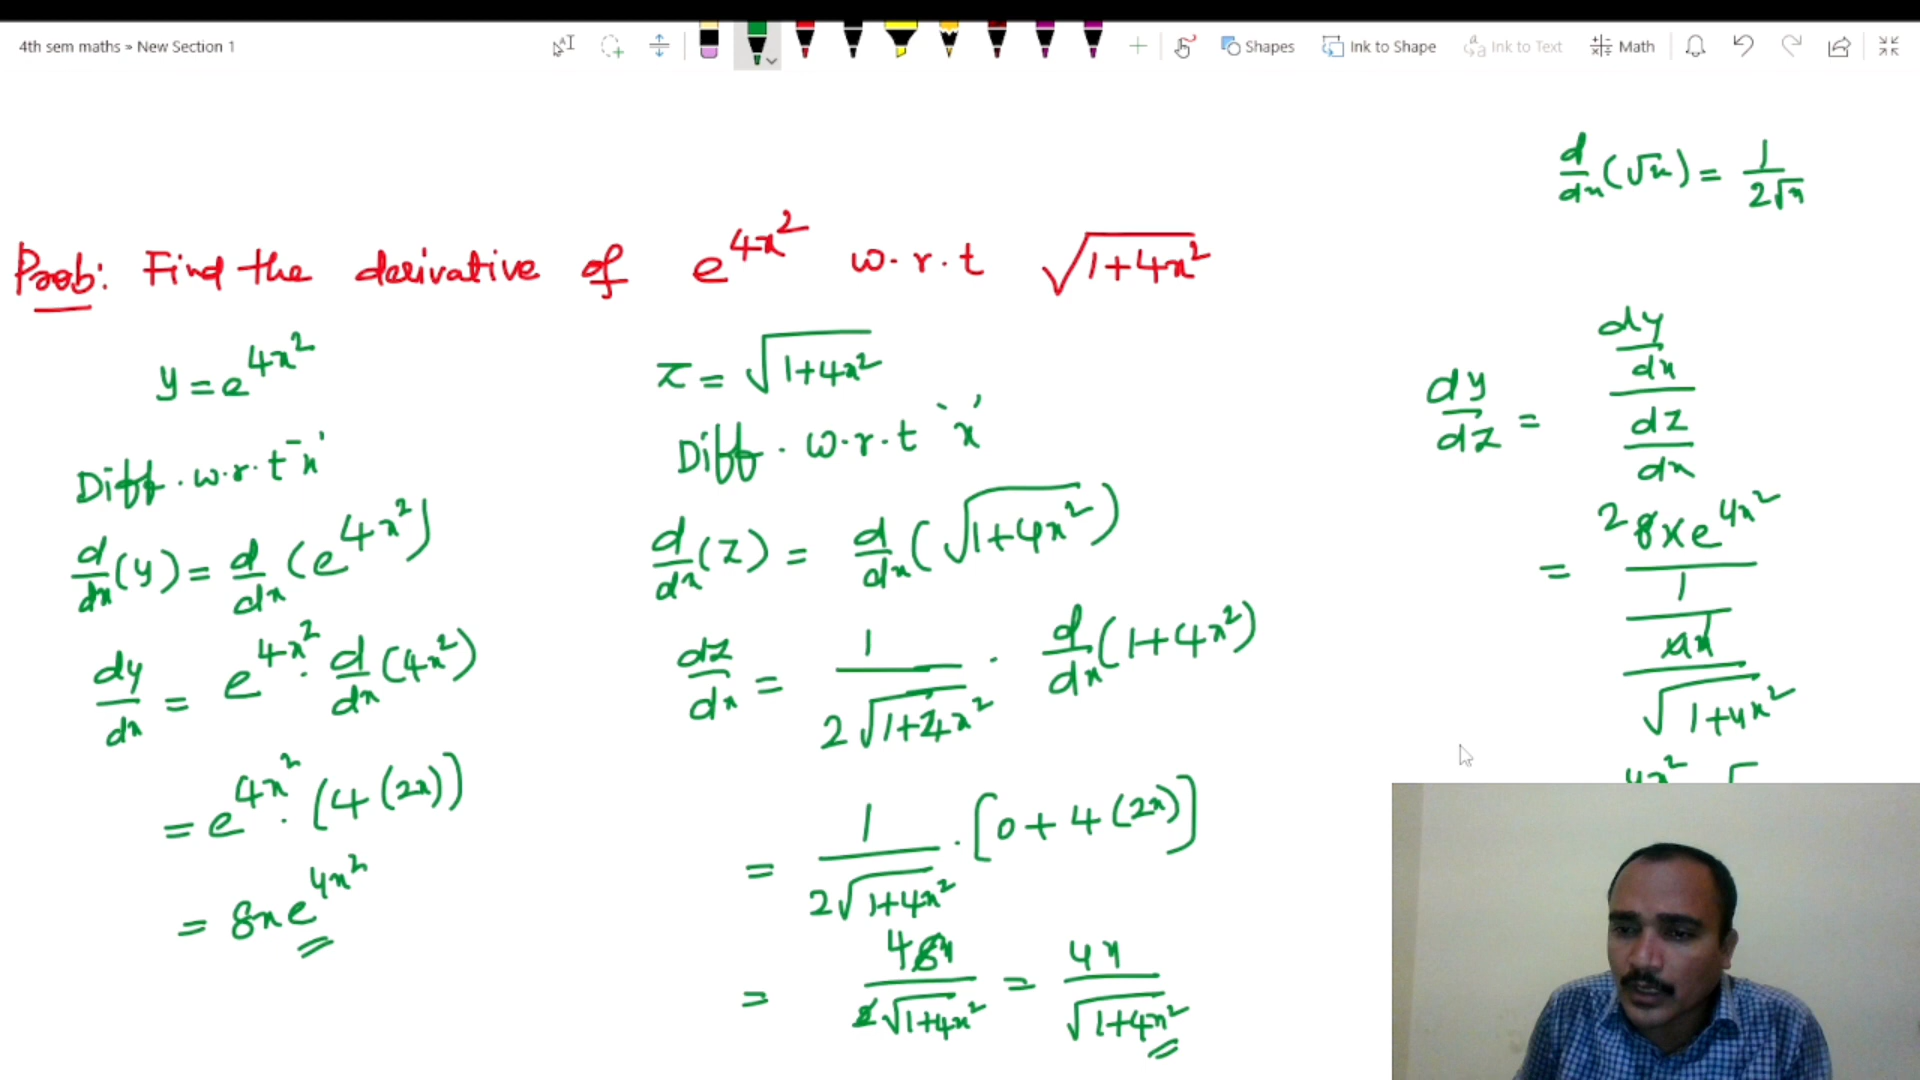 4th sem maths » New Section 1
Shapes Ink to Shape Ink to Text Math
d/dx(√x) = 1/2√x
Prob: Find the derivative of e^4x² w.r.t √1+4x²
y = e^4x²
Diff. w.r.t 'x'
d/dx(y) = d/dx(e^4x²)
dy/dx = e^4x² . d/dx(4x²)
= e^4x² . (4(2x))
= 8xe^4x²
z = √1+4x²
Diff. w.r.t 'x'
d/dx(z) = d/dx(√1+4x²)
dz/dx = 1/2√1+4x² . d/dx(1+4x²)
= 1/2√1+4x² . [0+4(2x)]
= 4 8x/2√1+4x² = 4x/√1+4x²
dy/dz = dy/dx / dz/dx
= 2 8xe^4x² / 1 / 4x / √1+4x²
4x² √